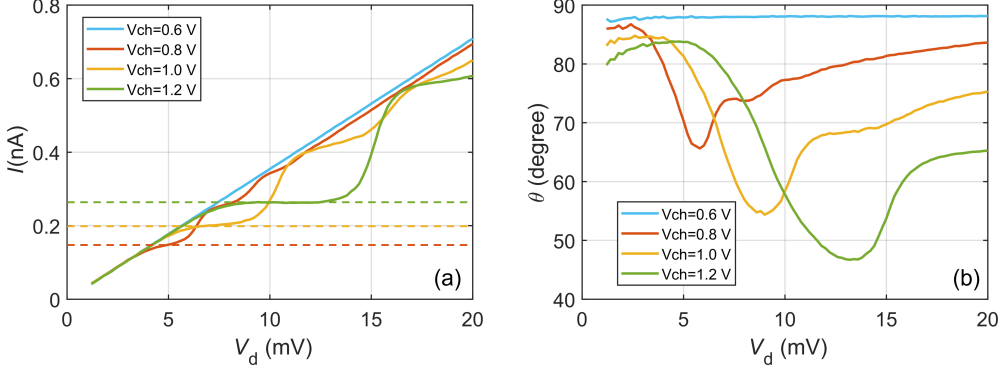 0.8
0.6
0.4
0.2
0
I(nA)
Vch=0.6 V
Vch=0.8 V
Vch=1.0 V
Vch=1.2 V
(a)
0 5 10 15 20
Vd (mV)
90
80
70
60
50
40
θ (degree)
Vch=0.6 V
Vch=0.8 V
Vch=1.0 V
Vch=1.2 V
(b)
0 5 10 15 20
Vd (mV)